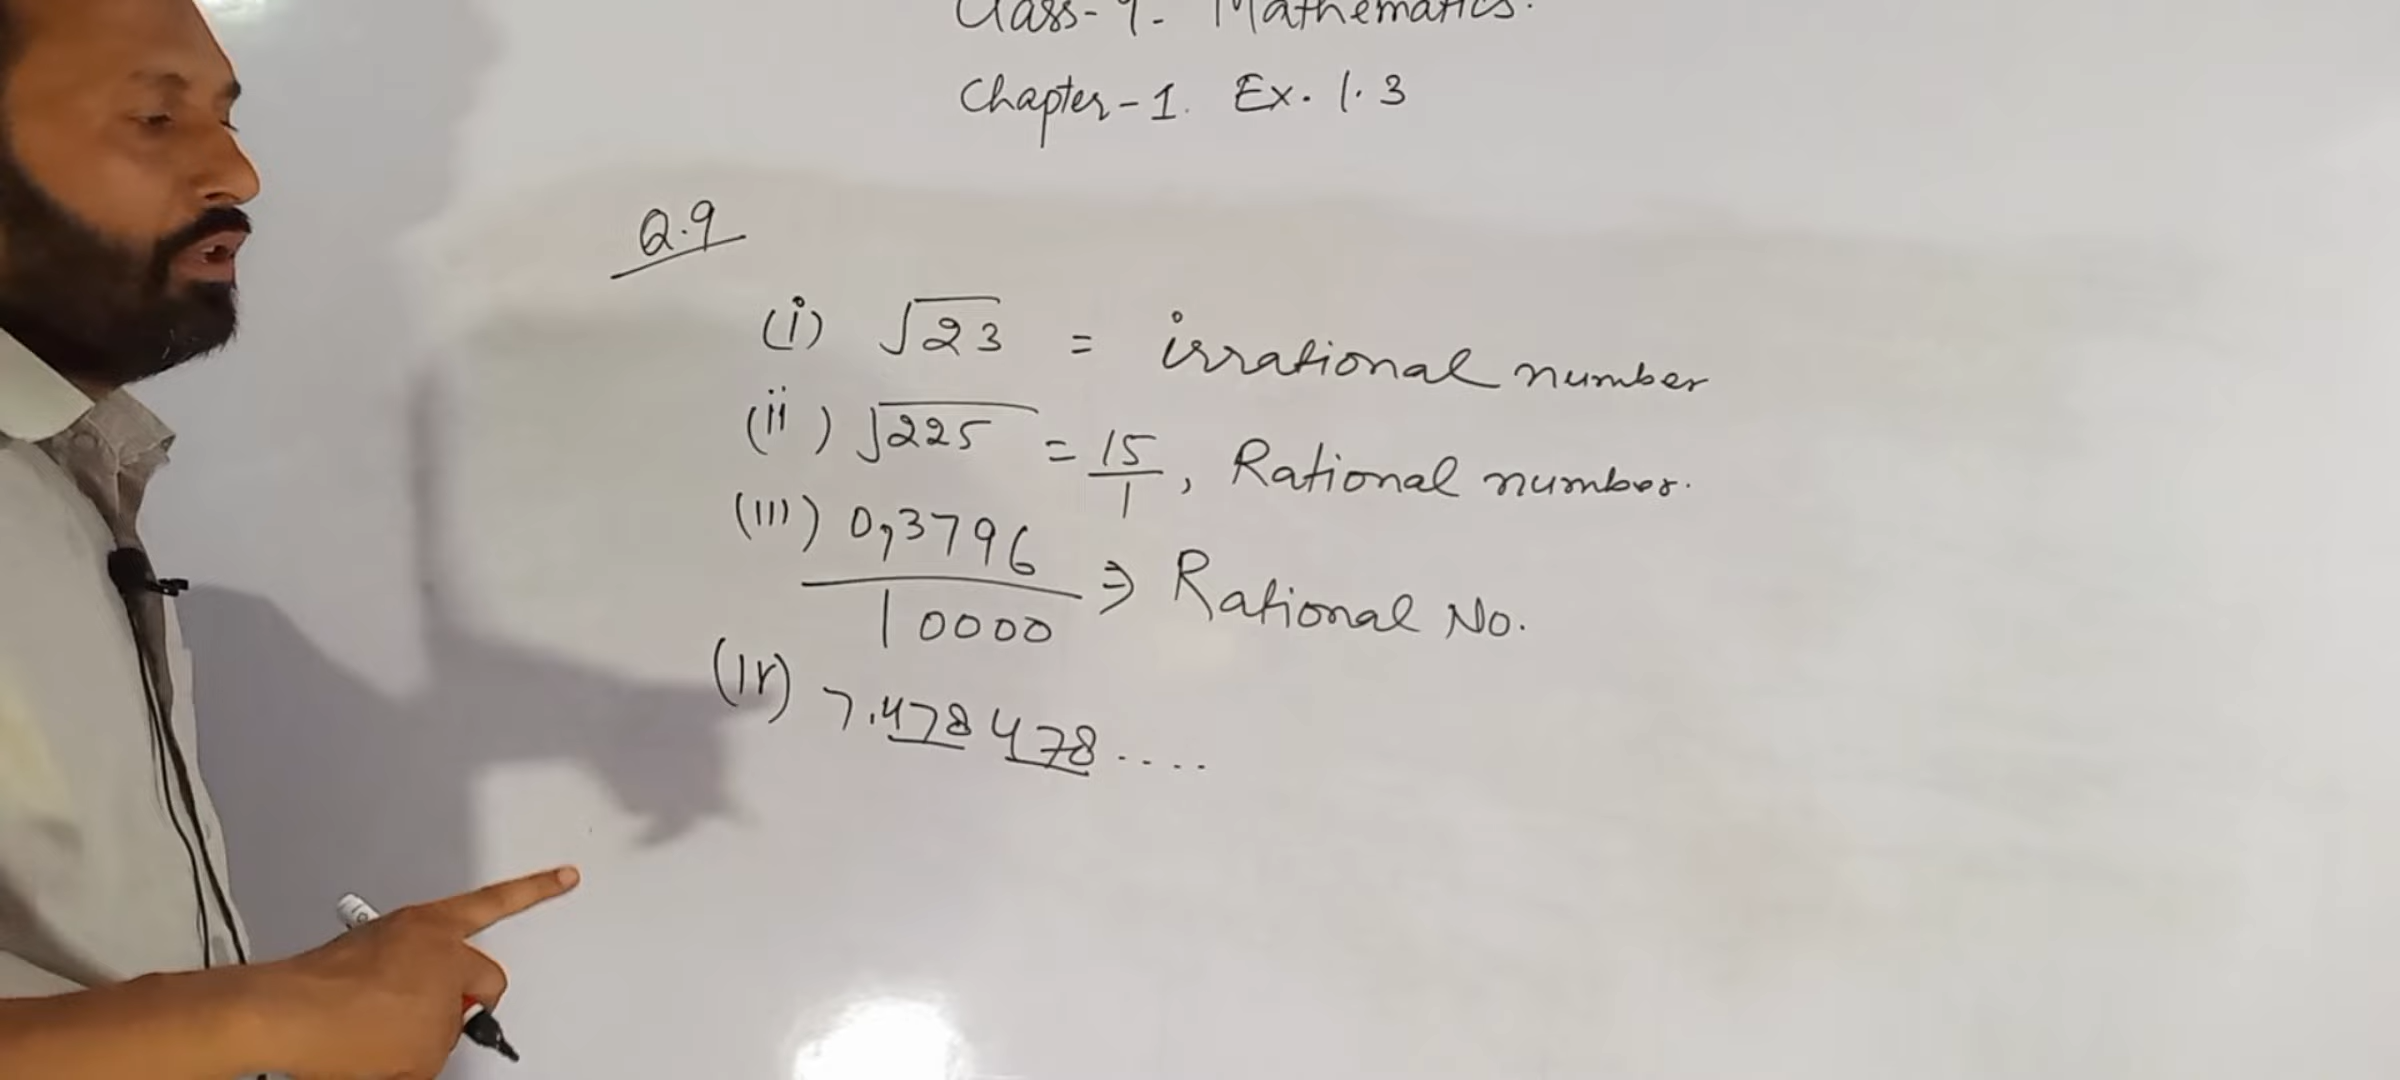 Class-9- Mathematics.
Chapter-1. Ex. 1.3
Q.9
(i) √23 = irrational number
(ii) √225 = 15/1, Rational number.
(iii) 0,3796/10000 ⇒ Rational No.
(iv) 7.478478....